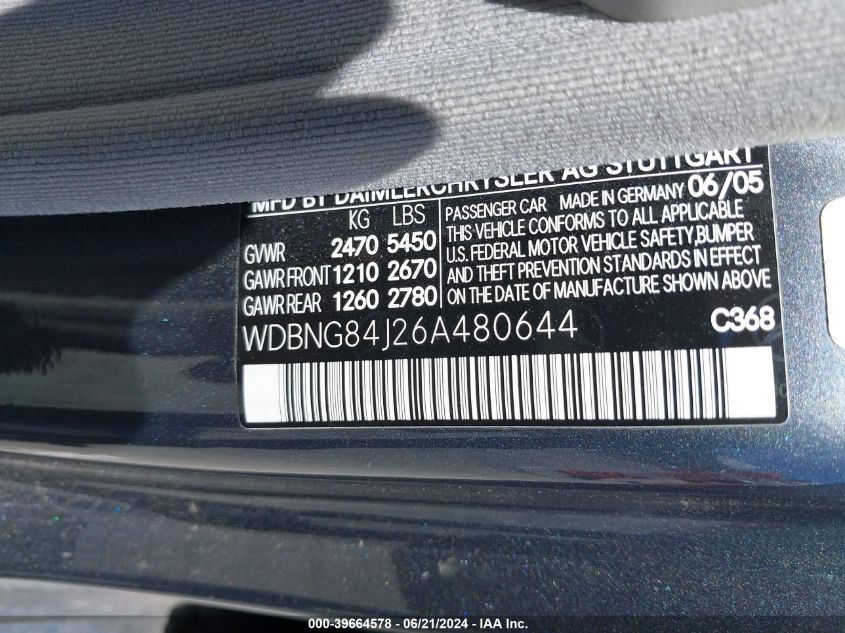 MFD BY DAIMLERCHRYSLER AG STUTTGART
KG LBS
GVWR 2470 5450
GAWR FRONT 1210 2670
GAWR REAR 1260 2780
PASSENGER CAR MADE IN GERMANY 06/05
THIS VEHICLE CONFORMS TO ALL APPLICABLE
U.S. FEDERAL MOTOR VEHICLE SAFETY,BUMPER
AND THEFT PREVENTION STANDARDS IN EFFECT
ON THE DATE OF MANUFACTURE SHOWN ABOVE
WDBNG84J26A480644 C368
000-39664578 - 06/21/2024 - IAA Inc.